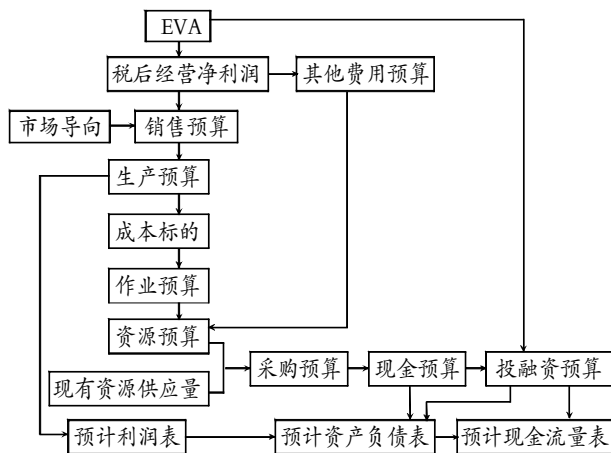 EVA
税后经营净利润
其他费用预算
市场导向
销售预算
生产预算
成本标的
作业预算
资源预算
采购预算
现金预算
投融资预算
现有资源供应量
预计利润表
预计资产负债表
预计现金流量表